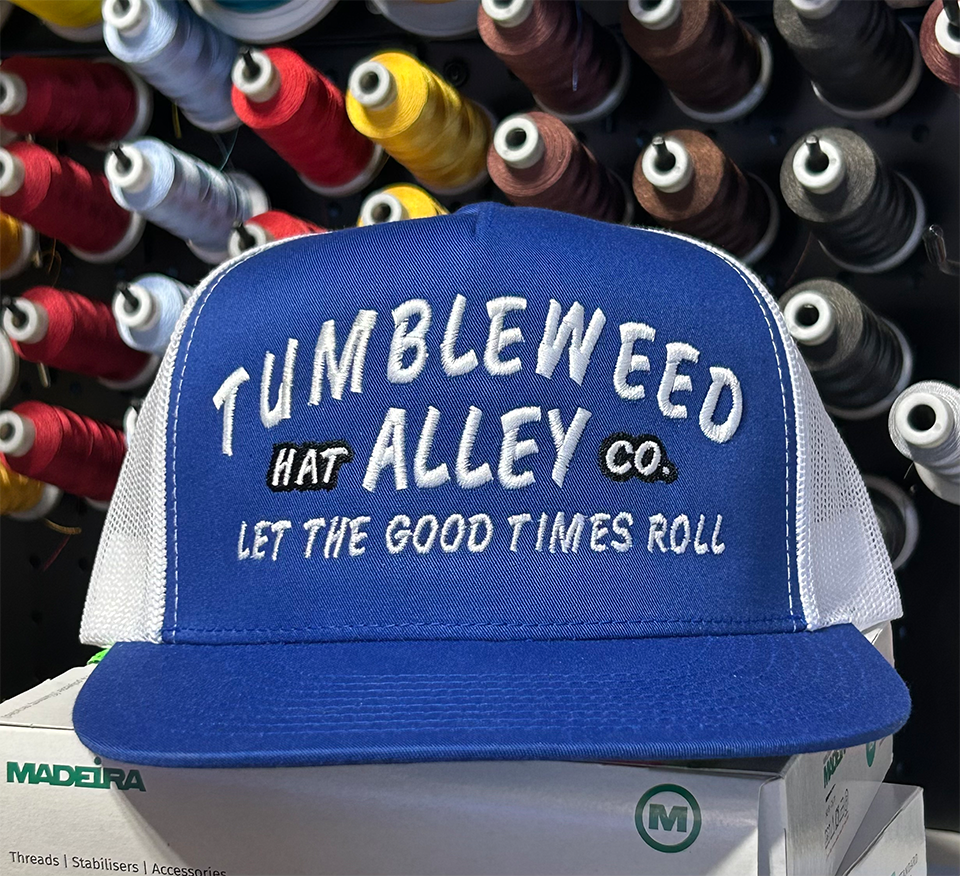 TUMBLEWEED
HAT ALLEY CO.
LET THE GOOD TIMES ROLL
MADEIRA
M
Threads | Stabilisers | Accessories